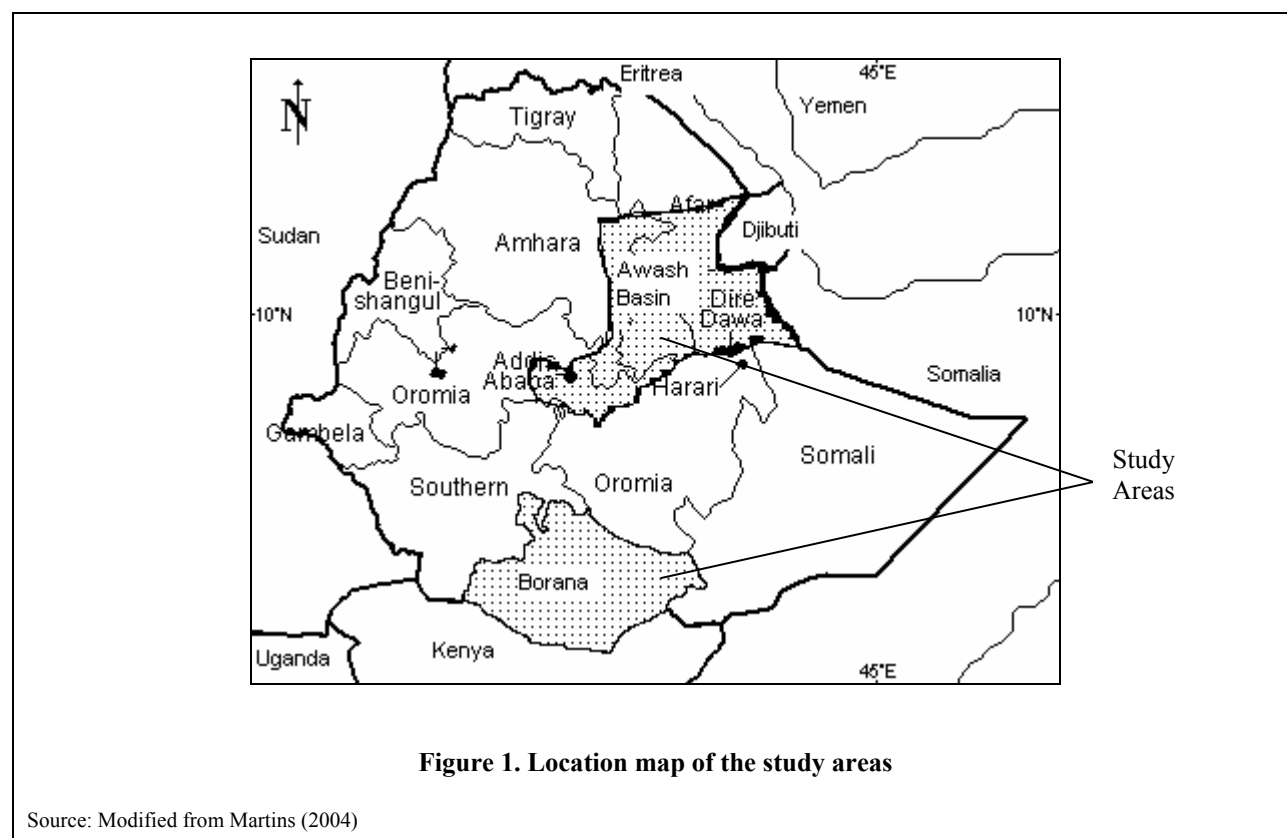 Eritrea
45°E
N
Yemen
Tigray
Afar
Sudan
Amhara
Djibuti
Awash
Basin
Beni-
shangul
Dire
Dawa
10°N
10°N
Addis
Ababa
Harari
Oromia
Somalia
Gambela
Somali
Southern
Oromia
Study
Areas
Borana
Uganda
Kenya
45°E
Figure 1. Location map of the study areas
Source: Modified from Martins (2004)